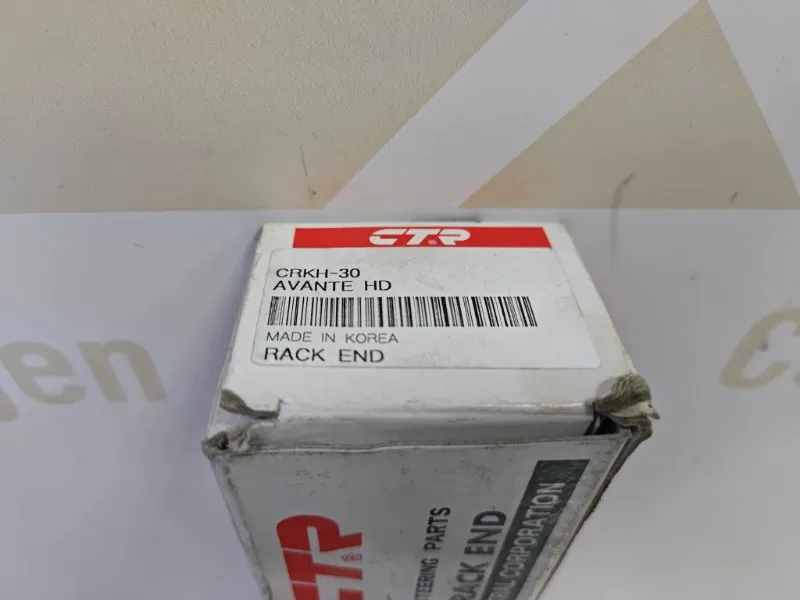 CTR®
CRKH-30
AVANTE HD
MADE IN KOREA
RACK END
CTR®
STEERING PARTS
RACK END
CORPORATION